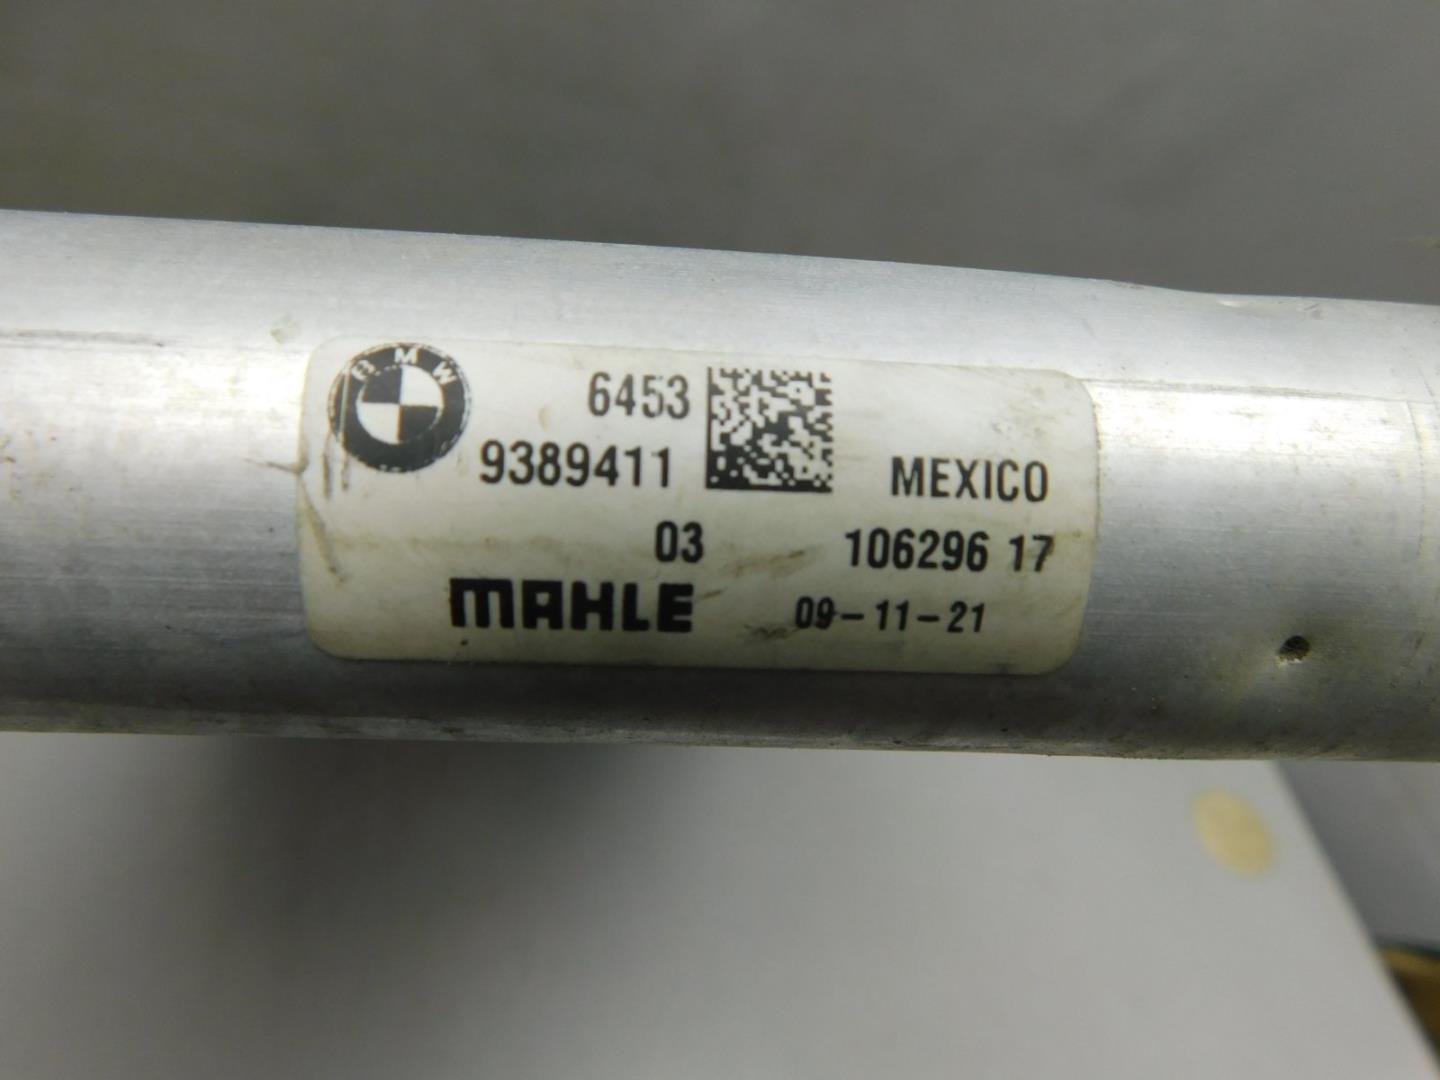 BMW
6453
9389411
MEXICO
03
106296 17
MAHLE
09-11-21